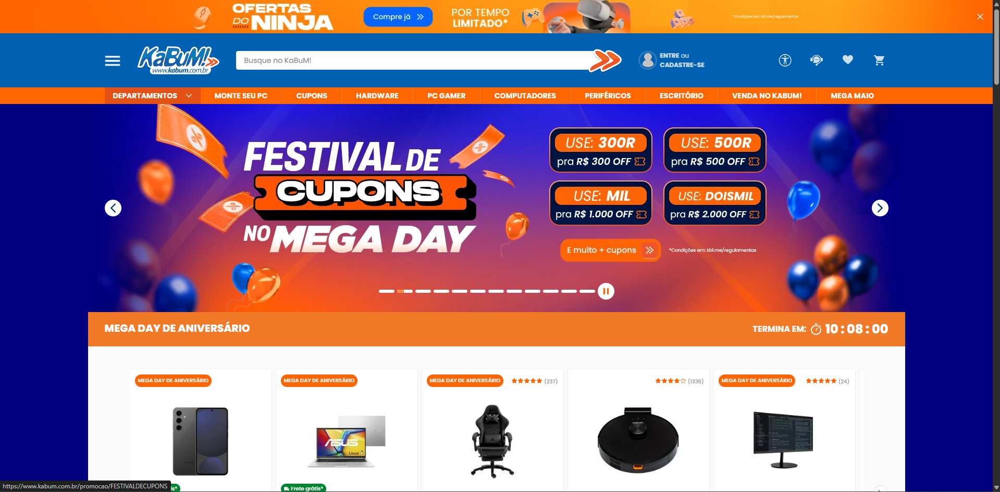 OFERTAS
DO NINJA
Compre já
POR TEMPO
LIMITADO*
*Condições em: kbl.me/regulamentos
KaBuM!
www.kabum.com.br
Busque no KaBuM!
ENTRE ou
CADASTRE-SE
DEPARTAMENTOS
MONTE SEU PC
CUPONS
HARDWARE
PC GAMER
COMPUTADORES
PERIFÉRICOS
ESCRITÓRIO
VENDA NO KABUM!
MEGA MAIO
FESTIVAL DE
CUPONS
NO MEGA DAY
USE: 300R
pra R$ 300 OFF
USE: 500R
pra R$ 500 OFF
USE: MIL
pra R$ 1.000 OFF
USE: DOISMIL
pra R$ 2.000 OFF
E muito + cupons
*Condições em: kbl.me/regulamentos
MEGA DAY DE ANIVERSÁRIO
TERMINA EM: 10 : 08 : 00
MEGA DAY DE ANIVERSÁRIO
MEGA DAY DE ANIVERSÁRIO
MEGA DAY DE ANIVERSÁRIO
(237)
(1336)
MEGA DAY DE ANIVERSÁRIO
(24)
ASUS
Linux
Frete grátis*
https://www.kabum.com.br/promocao/FESTIVALDECUPONS